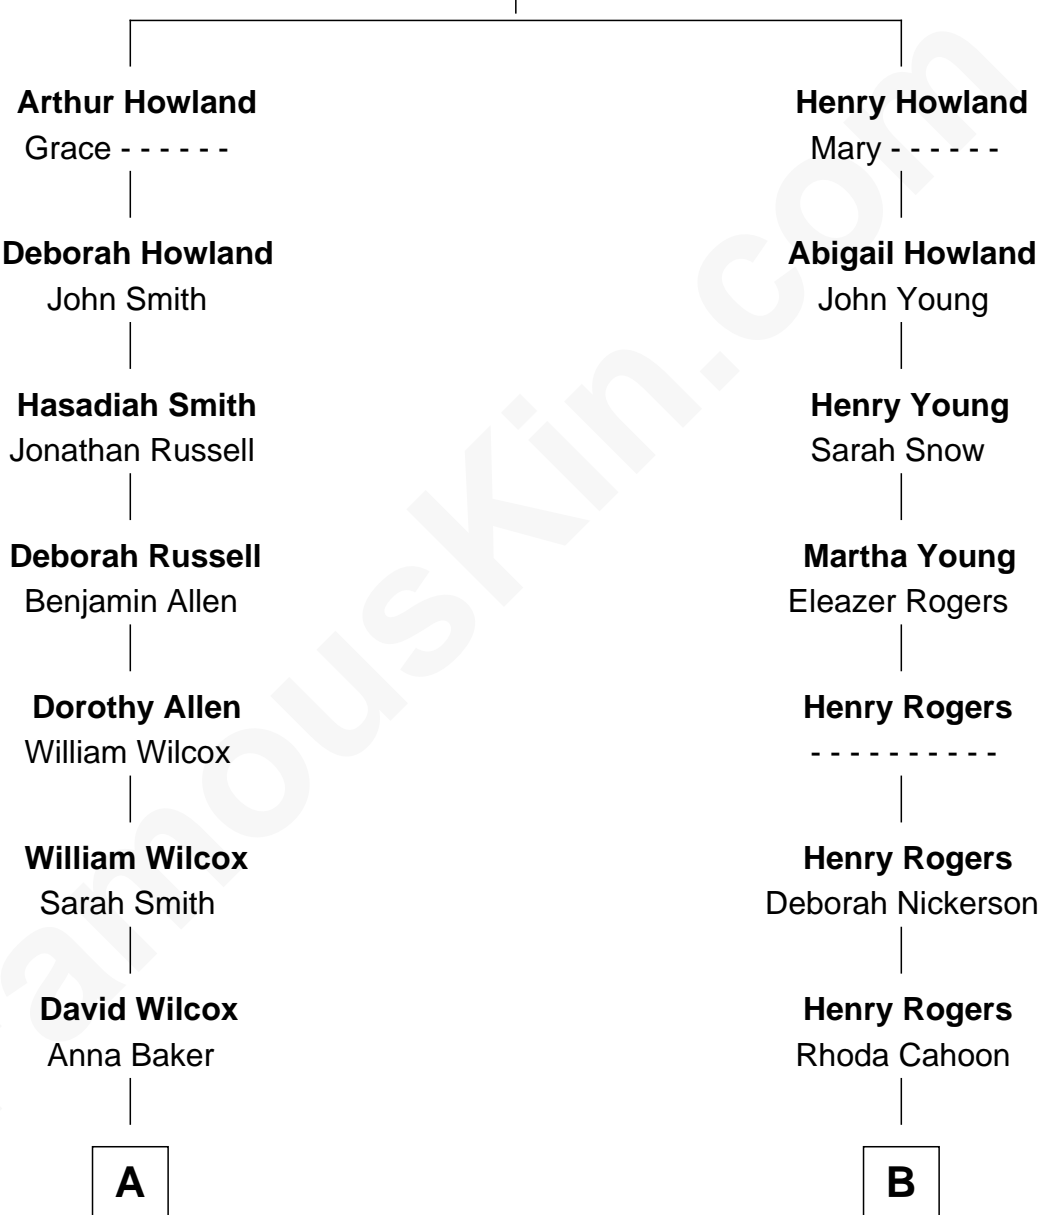 Arthur Howland
Grace - - - - - -
Deborah Howland
John Smith
Hasadiah Smith
Jonathan Russell
Deborah Russell
Benjamin Allen
Dorothy Allen
William Wilcox
William Wilcox
Sarah Smith
David Wilcox
Anna Baker
A
Henry Howland
Mary - - - - - -
Abigail Howland
John Young
Henry Young
Sarah Snow
Martha Young
Eleazer Rogers
Henry Rogers
- - - - - - - - - -
Henry Rogers
Deborah Nickerson
Henry Rogers
Rhoda Cahoon
B
amousKin.com